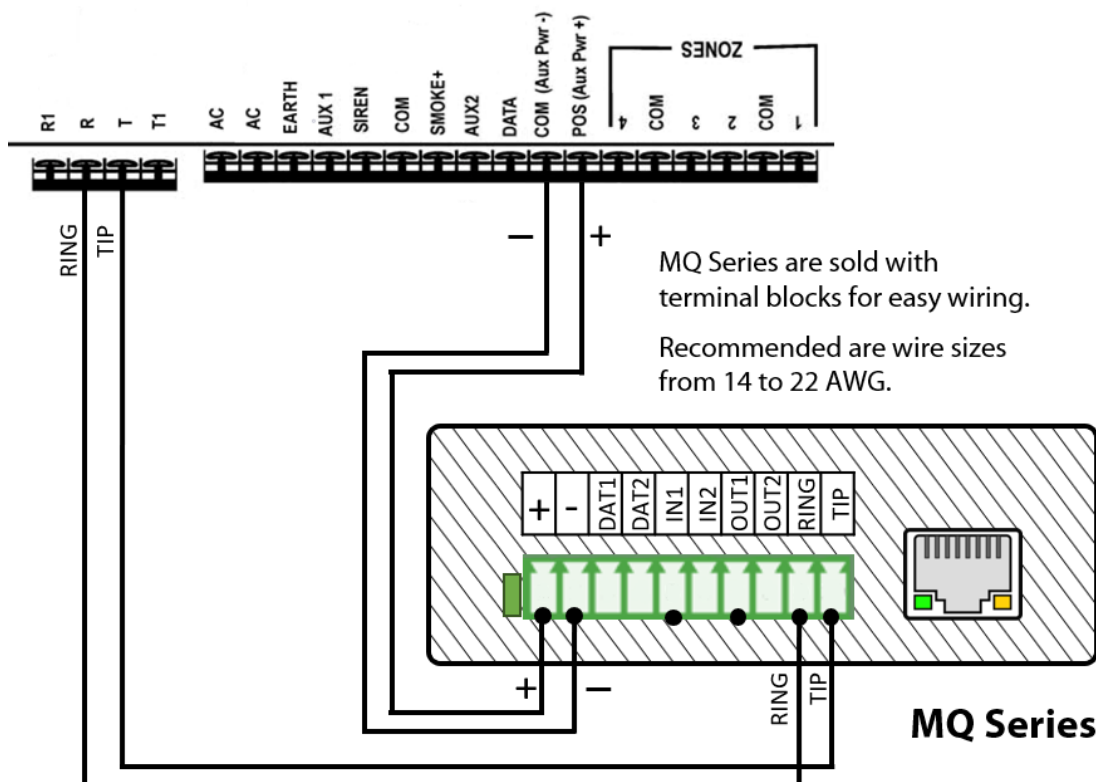 ZONES
R1
R
T
T1
AC
AC
EARTH
AUX 1
SIREN
COM
SMOKE+
AUX2
DATA
COM (Aux Pwr -)
POS (Aux Pwr +)
4
COM
3
2
COM
1
RING
TIP
− +
MQ Series are sold with
terminal blocks for easy wiring.
Recommended are wire sizes
from 14 to 22 AWG.
+
-
DAT1
DAT2
IN1
IN2
OUT1
OUT2
RING
TIP
+ −
RING
TIP
MQ Series